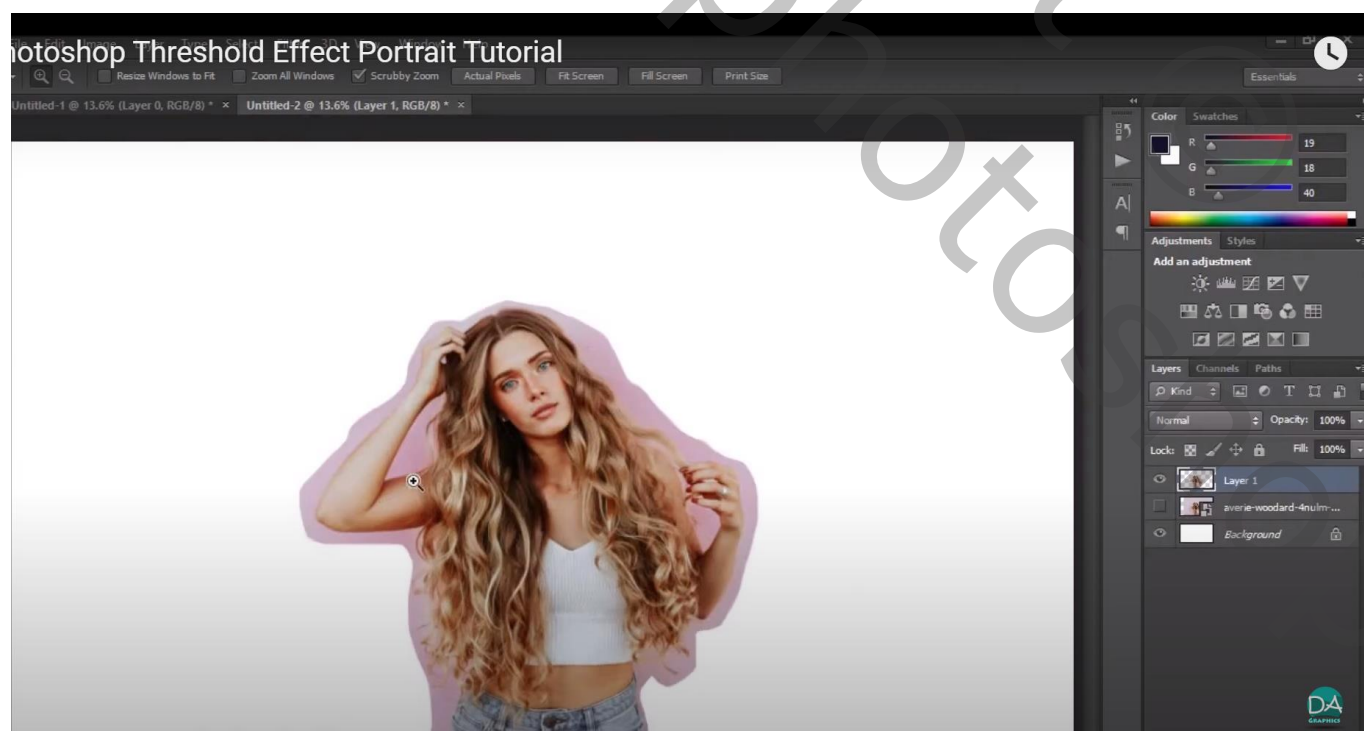 otoshop Threshold Effect Portrait Tutorial
Resize Windows to Fit Zoom All Windows Scrubby Zoom Actual Pixels Fit Screen Fill Screen Print Size
Essentials
Untitled-1 @ 13.6% (Layer 0, RGB/8) * × Untitled-2 @ 13.6% (Layer 1, RGB/8) * ×
Color Swatches
R 19
G 18
B 40
Adjustments Styles
Add an adjustment
Layers Channels Paths
Kind
Normal Opacity: 100%
Lock: Fill: 100%
Layer 1
averie-woodard-4nulm-...
Background
DA
GRAPHICS
photos